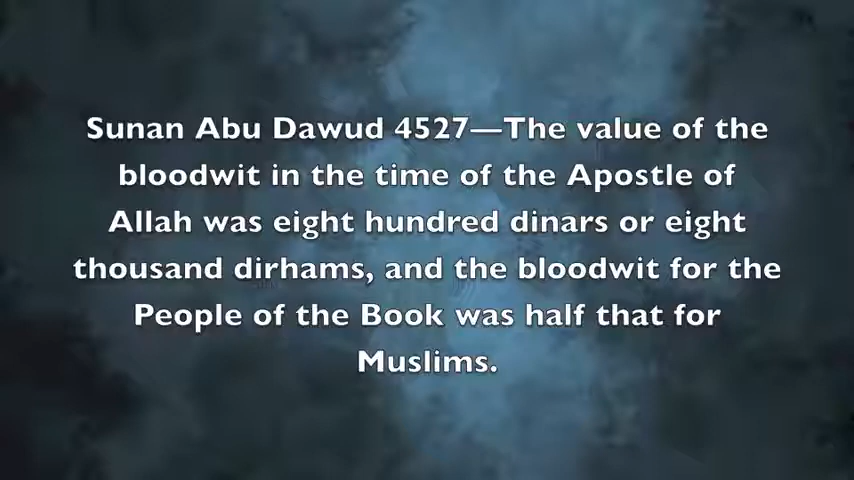 Sunan Abu Dawud 4527—The value of the
bloodwit in the time of the Apostle of
Allah was eight hundred dinars or eight
thousand dirhams, and the bloodwit for the
People of the Book was half that for
Muslims.